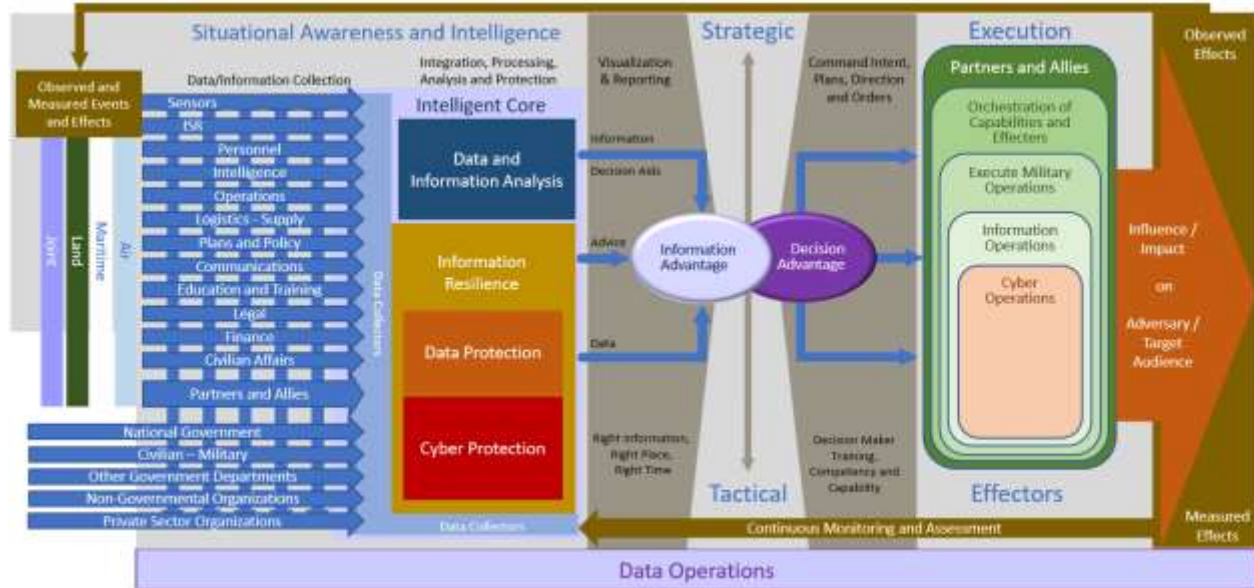 Situational Awareness and Intelligence
Strategic
Execution
Observed
Effects
Data/Information Collection
Integration, Processing,
Analysis and Protection
Visualization
& Reporting
Command Intent,
Plans, Direction
and Orders
Partners and Allies
Observed and
Measured Events
and Effects
Sensors
ISR
Personnel
Intelligence
Operations
Logistics - Supply
Plans and Policy
Communications
Education and Training
Legal
Finance
Civilian Affairs
Partners and Allies
National Government
Civilian – Military
Other Government Departments
Non-Governmental Organizations
Private Sector Organizations
Joint
Land
Maritime
Air
Data Collectors
Intelligent Core
Data and
Information Analysis
Information
Resilience
Data Protection
Cyber Protection
Data Collectors
Information
Decision Aids
Advice
Data
Information
Advantage
Decision
Advantage
Right Information,
Right Place,
Right Time
Decision Maker
Training,
Competency and
Capability
Tactical
Orchestration of
Capabilities and
Effecters
Execute Military
Operations
Information
Operations
Cyber
Operations
Effectors
Influence /
Impact
on
Adversary /
Target
Audience
Continuous Monitoring and Assessment
Measured
Effects
Data Operations